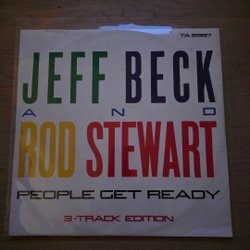 TA 6387
JEFF BECK
AND
ROD STEWART
PEOPLE GET READY
3-TRACK EDITION